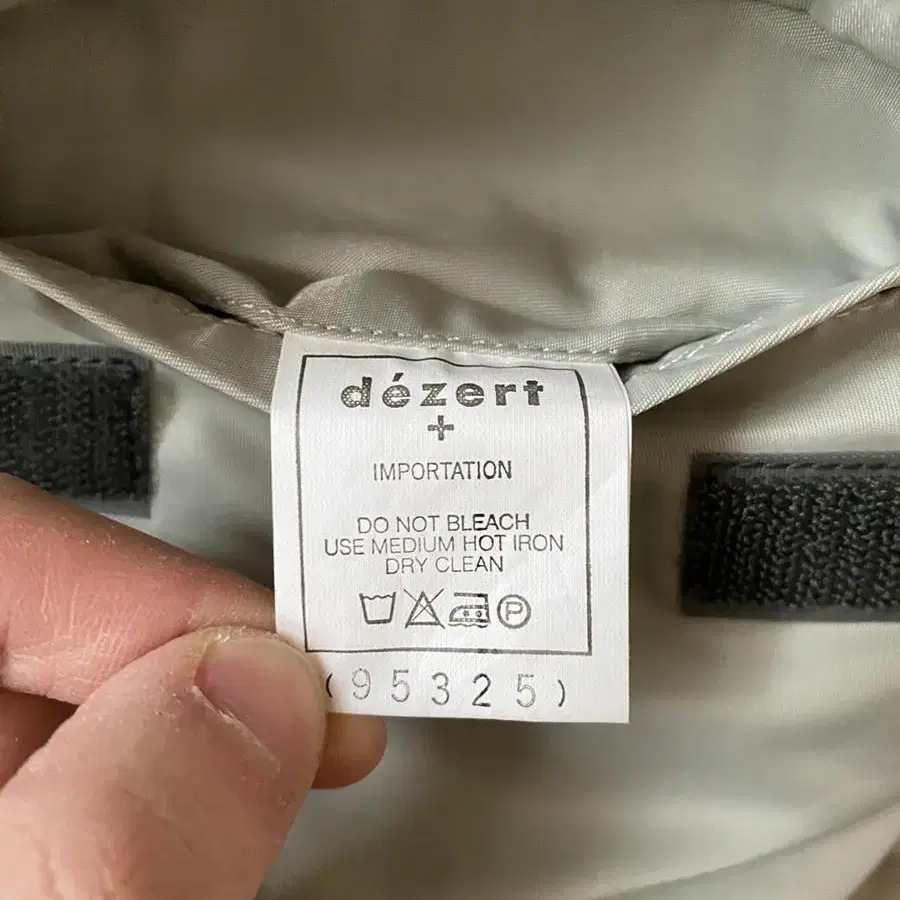 dézert
+
IMPORTATION
DO NOT BLEACH
USE MEDIUM HOT IRON
DRY CLEAN
P
(95325)